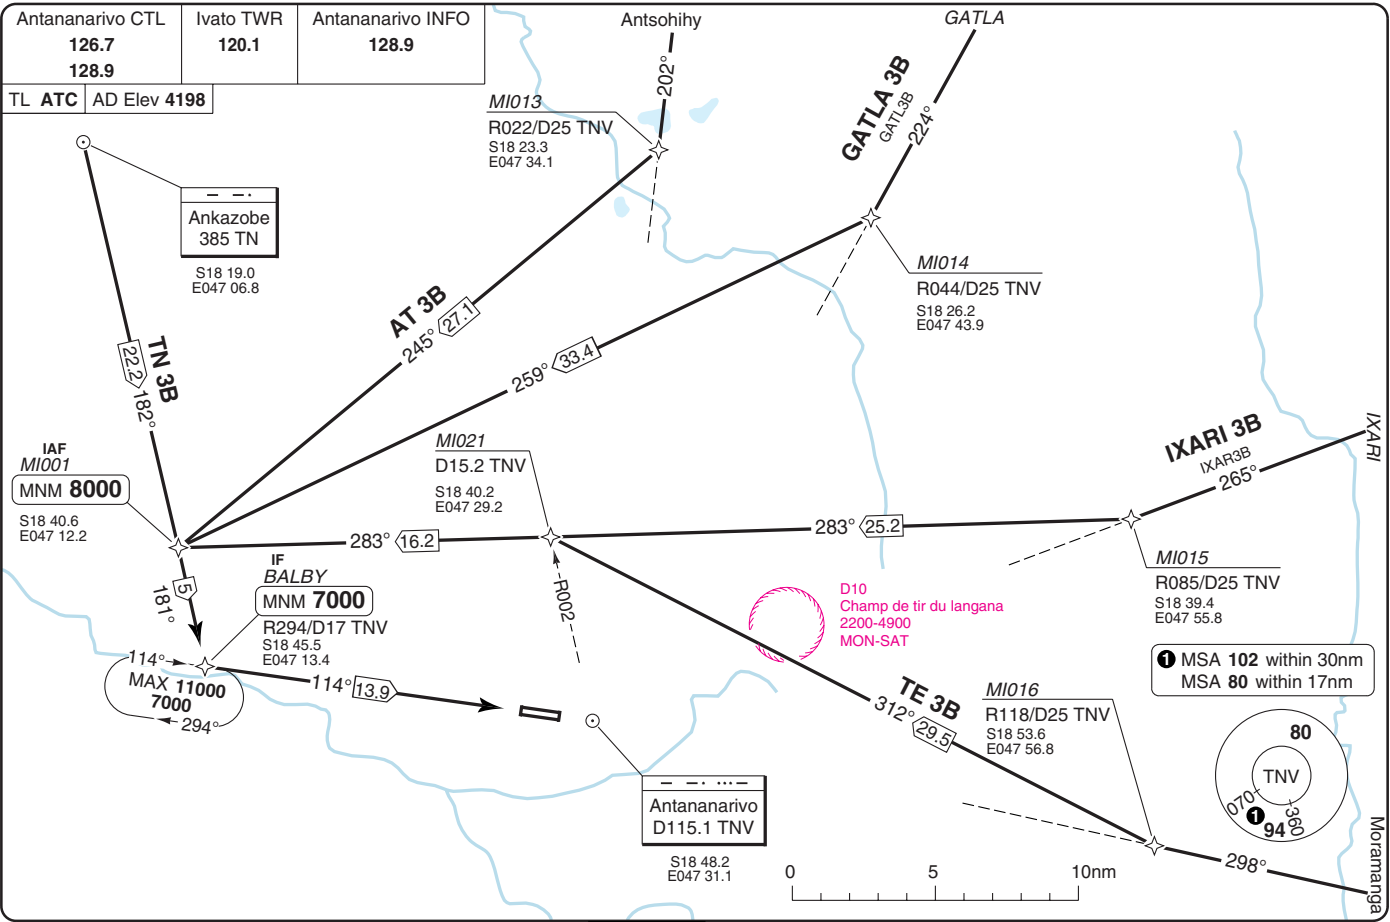 Antananarivo CTL
126.7
128.9
Ivato TWR
120.1
Antananarivo INFO
128.9
TL ATC
AD Elev 4198
Antsohihy
GATLA
202°
MI013
R022/D25 TNV
S18 23.3
E047 34.1
GATLA 3B
GATL3B
224°
Ankazobe
385 TN
S18 19.0
E047 06.8
MI014
R044/D25 TNV
S18 26.2
E047 43.9
AT 3B
245° 27.1
TN 3B
22.2
182°
259° 33.4
IXARI
IXARI 3B
IXAR3B
265°
MI021
D15.2 TNV
S18 40.2
E047 29.2
IAF
MI001
MNM 8000
S18 40.6
E047 12.2
283° 16.2
283° 25.2
MI015
R085/D25 TNV
S18 39.4
E047 55.8
IF
BALBY
MNM 7000
R294/D17 TNV
S18 45.5
E047 13.4
5
181°
R002
D10
Champ de tir du langana
2200-4900
MON-SAT
1 MSA 102 within 30nm
MSA 80 within 17nm
114°
MAX 11000
7000
294°
114° 13.9
TE 3B
312° 29.5
MI016
R118/D25 TNV
S18 53.6
E047 56.8
80
TNV
070
360
1
94
Antananarivo
D115.1 TNV
S18 48.2
E047 31.1
0 5 10nm
298°
Moramanga